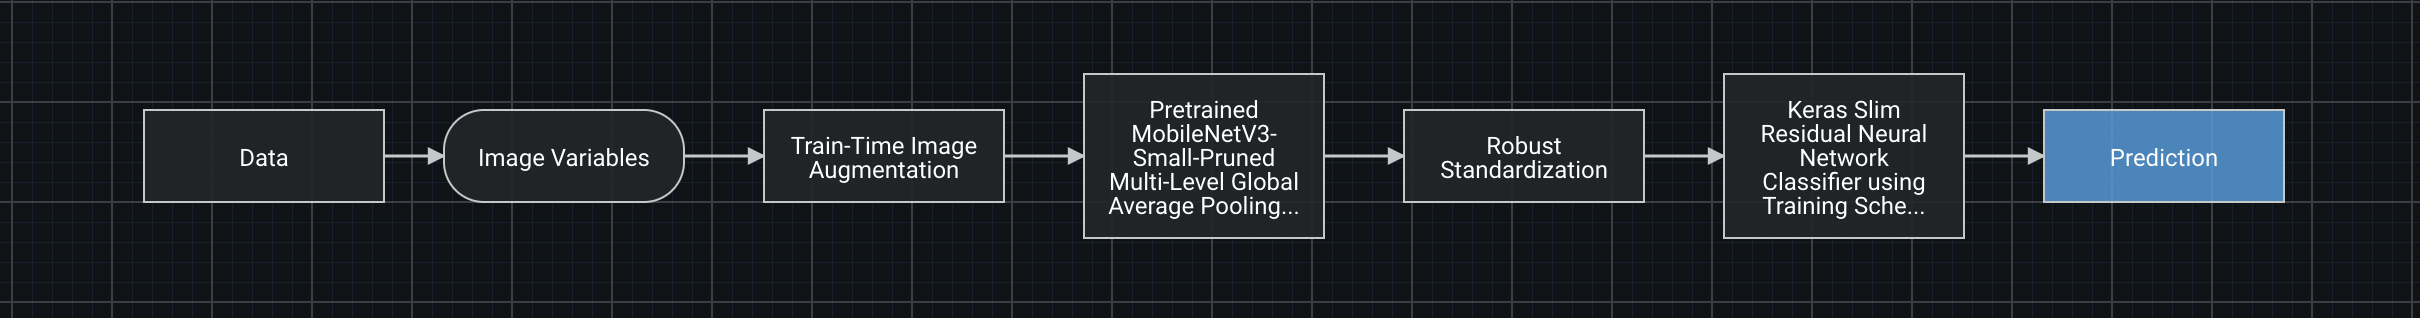 Data
Image Variables
Train-Time Image
Augmentation
Pretrained
MobileNetV3-
Small-Pruned
Multi-Level Global
Average Pooling...
Robust
Standardization
Keras Slim
Residual Neural
Network
Classifier using
Training Sche...
Prediction